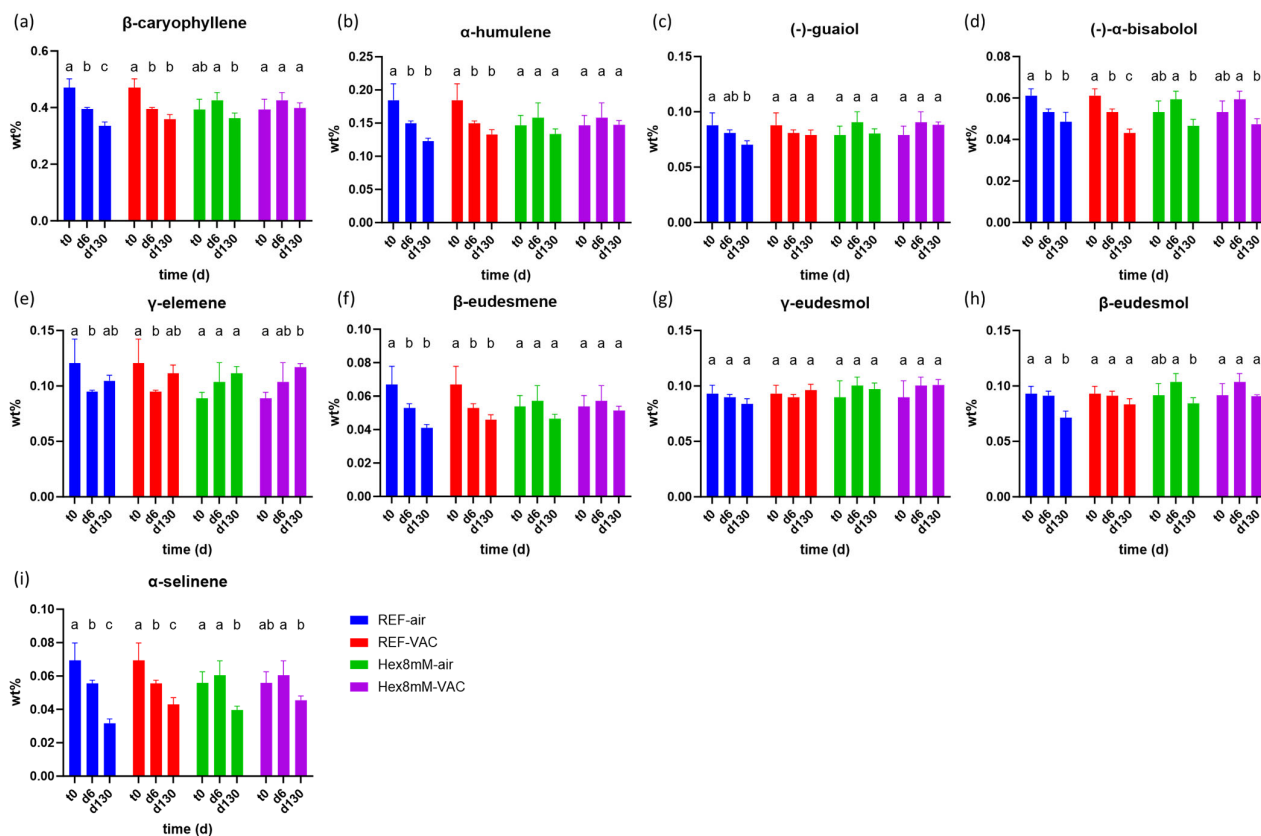 (a) β-caryophyllene
0.6
a b c a b b ab a b a a a
0.4
wt%
0.2
0.0
t0 d6 d130 t0 d6 d130 t0 d6 d130 t0 d6 d130
time (d)
(b) α-humulene
0.25
a b b a b b a a a a a a
0.20
0.15
wt%
0.10
0.05
0.00
t0 d6 d130 t0 d6 d130 t0 d6 d130 t0 d6 d130
time (d)
(c) (-)-guaiol
0.15
a ab b a a a a a a a a a
0.10
wt%
0.05
0.00
t0 d6 d130 t0 d6 d130 t0 d6 d130 t0 d6 d130
time (d)
(d) (-)-α-bisabolol
0.08
a b b a b c ab a b ab a b
0.06
wt%
0.04
0.02
0.00
t0 d6 d130 t0 d6 d130 t0 d6 d130 t0 d6 d130
time (d)
(e) γ-elemene
0.15
a b ab a b ab a a a a ab b
0.10
wt%
0.05
0.00
t0 d6 d130 t0 d6 d130 t0 d6 d130 t0 d6 d130
time (d)
(f) β-eudesmene
0.10
a b b a b b a a a a a a
0.08
0.06
wt%
0.04
0.02
0.00
t0 d6 d130 t0 d6 d130 t0 d6 d130 t0 d6 d130
time (d)
(g) γ-eudesmol
0.15
a a a a a a a a a a a a
0.10
wt%
0.05
0.00
t0 d6 d130 t0 d6 d130 t0 d6 d130 t0 d6 d130
time (d)
(h) β-eudesmol
0.15
a a b a a a ab a b a a a
0.10
wt%
0.05
0.00
t0 d6 d130 t0 d6 d130 t0 d6 d130 t0 d6 d130
time (d)
(i) α-selinene
0.10
a b c a b c a a b ab a b
0.08
0.06
wt%
0.04
0.02
0.00
t0 d6 d130 t0 d6 d130 t0 d6 d130 t0 d6 d130
time (d)
REF-air
REF-VAC
Hex8mM-air
Hex8mM-VAC